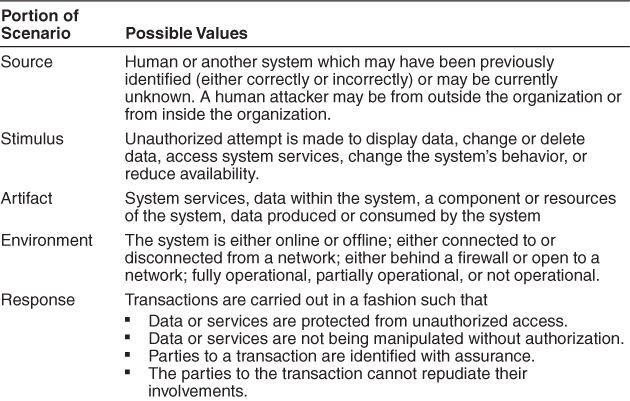 Portion of
Scenario Possible Values
Source Human or another system which may have been previously
identified (either correctly or incorrectly) or may be currently
unknown. A human attacker may be from outside the organization or
from inside the organization.
Stimulus Unauthorized attempt is made to display data, change or delete
data, access system services, change the system's behavior, or
reduce availability.
Artifact System services, data within the system, a component or resources
of the system, data produced or consumed by the system
Environment The system is either online or offline; either connected to or
disconnected from a network; either behind a firewall or open to a
network; fully operational, partially operational, or not operational.
Response Transactions are carried out in a fashion such that
▪ Data or services are protected from unauthorized access.
▪ Data or services are not being manipulated without authorization.
▪ Parties to a transaction are identified with assurance.
▪ The parties to the transaction cannot repudiate their
involvements.